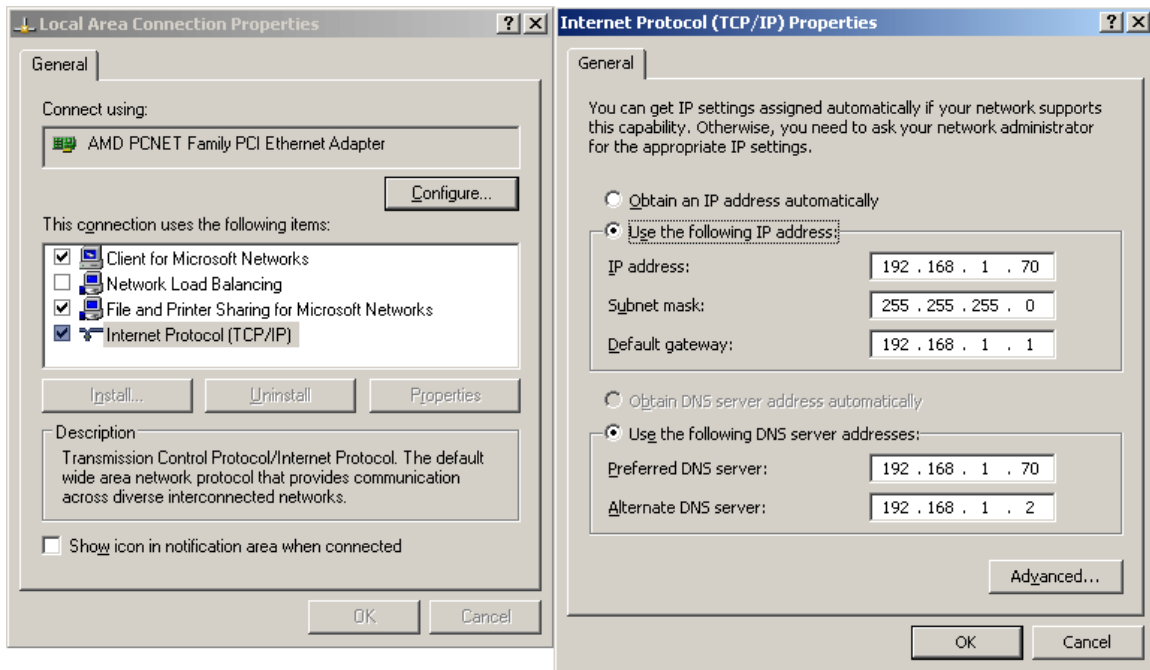 Local Area Connection Properties
General
Connect using:
AMD PCNET Family PCI Ethernet Adapter
Configure...
This connection uses the following items:
Client for Microsoft Networks
Network Load Balancing
File and Printer Sharing for Microsoft Networks
Internet Protocol (TCP/IP)
Install...
Uninstall
Properties
Description
Transmission Control Protocol/Internet Protocol. The default
wide area network protocol that provides communication
across diverse interconnected networks.
Show icon in notification area when connected
OK
Cancel
Internet Protocol (TCP/IP) Properties
General
You can get IP settings assigned automatically if your network supports
this capability. Otherwise, you need to ask your network administrator
for the appropriate IP settings.
Obtain an IP address automatically
Use the following IP address:
IP address: 192 . 168 . 1 . 70
Subnet mask: 255 . 255 . 255 . 0
Default gateway: 192 . 168 . 1 . 1
Obtain DNS server address automatically
Use the following DNS server addresses:
Preferred DNS server: 192 . 168 . 1 . 70
Alternate DNS server: 192 . 168 . 1 . 2
Advanced...
OK
Cancel